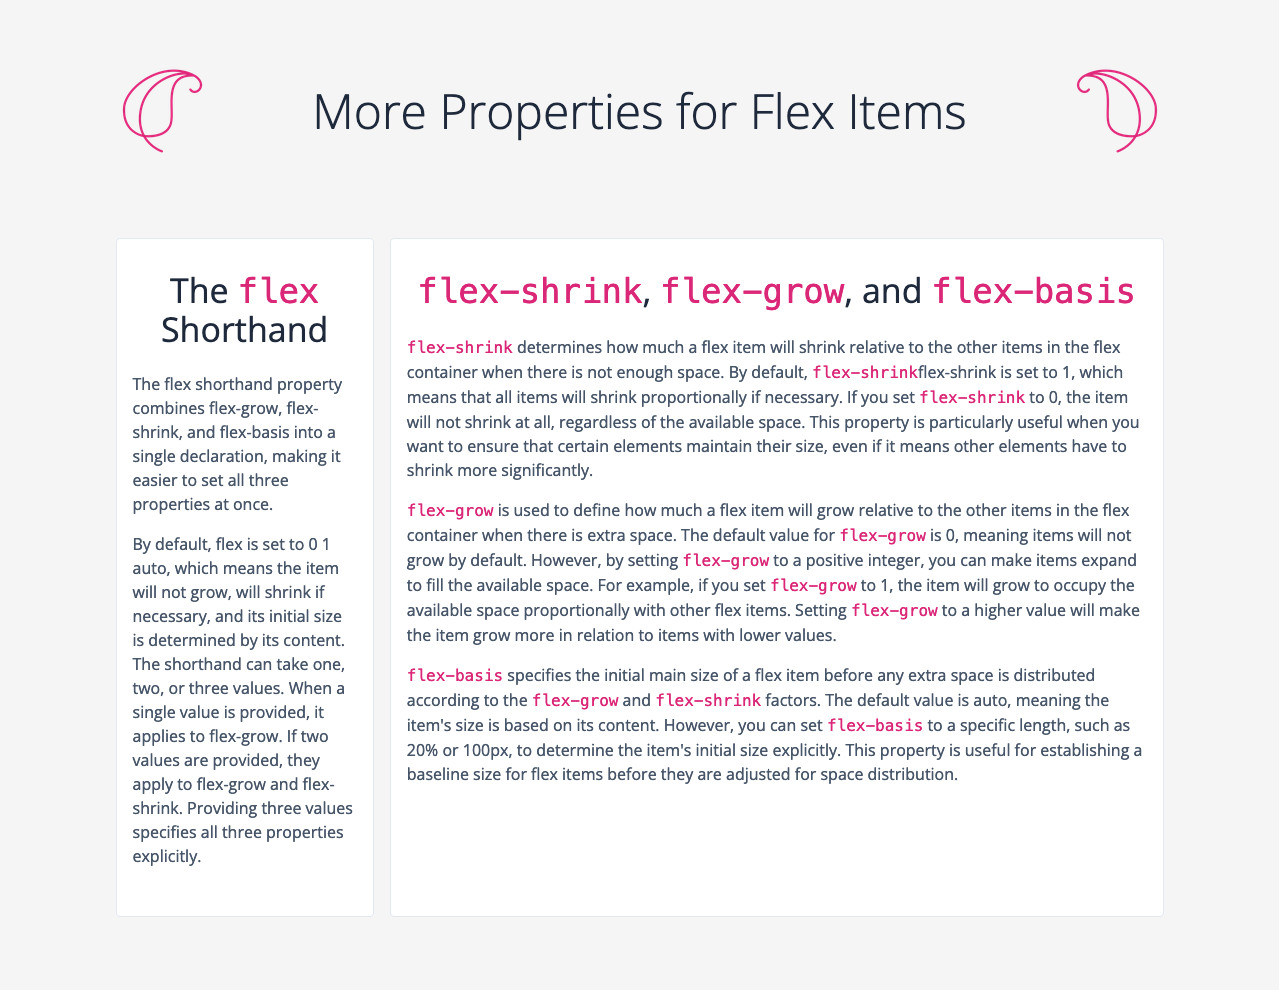 More Properties for Flex Items
The flex
Shorthand
The flex shorthand property
combines flex-grow, flex-
shrink, and flex-basis into a
single declaration, making it
easier to set all three
properties at once.
By default, flex is set to 0 1
auto, which means the item
will not grow, will shrink if
necessary, and its initial size
is determined by its content.
The shorthand can take one,
two, or three values. When a
single value is provided, it
applies to flex-grow. If two
values are provided, they
apply to flex-grow and flex-
shrink. Providing three values
specifies all three properties
explicitly.
flex-shrink, flex-grow, and flex-basis
flex-shrink determines how much a flex item will shrink relative to the other items in the flex
container when there is not enough space. By default, flex-shrinkflex-shrink is set to 1, which
means that all items will shrink proportionally if necessary. If you set flex-shrink to 0, the item
will not shrink at all, regardless of the available space. This property is particularly useful when you
want to ensure that certain elements maintain their size, even if it means other elements have to
shrink more significantly.
flex-grow is used to define how much a flex item will grow relative to the other items in the flex
container when there is extra space. The default value for flex-grow is 0, meaning items will not
grow by default. However, by setting flex-grow to a positive integer, you can make items expand
to fill the available space. For example, if you set flex-grow to 1, the item will grow to occupy the
available space proportionally with other flex items. Setting flex-grow to a higher value will make
the item grow more in relation to items with lower values.
flex-basis specifies the initial main size of a flex item before any extra space is distributed
according to the flex-grow and flex-shrink factors. The default value is auto, meaning the
item's size is based on its content. However, you can set flex-basis to a specific length, such as
20% or 100px, to determine the item's initial size explicitly. This property is useful for establishing a
baseline size for flex items before they are adjusted for space distribution.